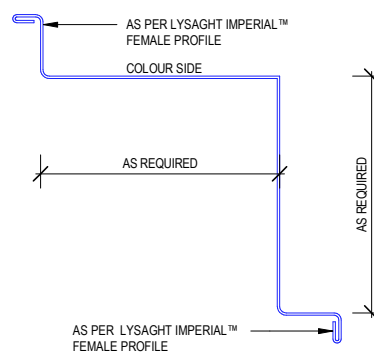 AS PER LYSAGHT IMPERIAL™
FEMALE PROFILE
COLOUR SIDE
AS REQUIRED
AS REQUIRED
AS PER LYSAGHT IMPERIAL™
FEMALE PROFILE